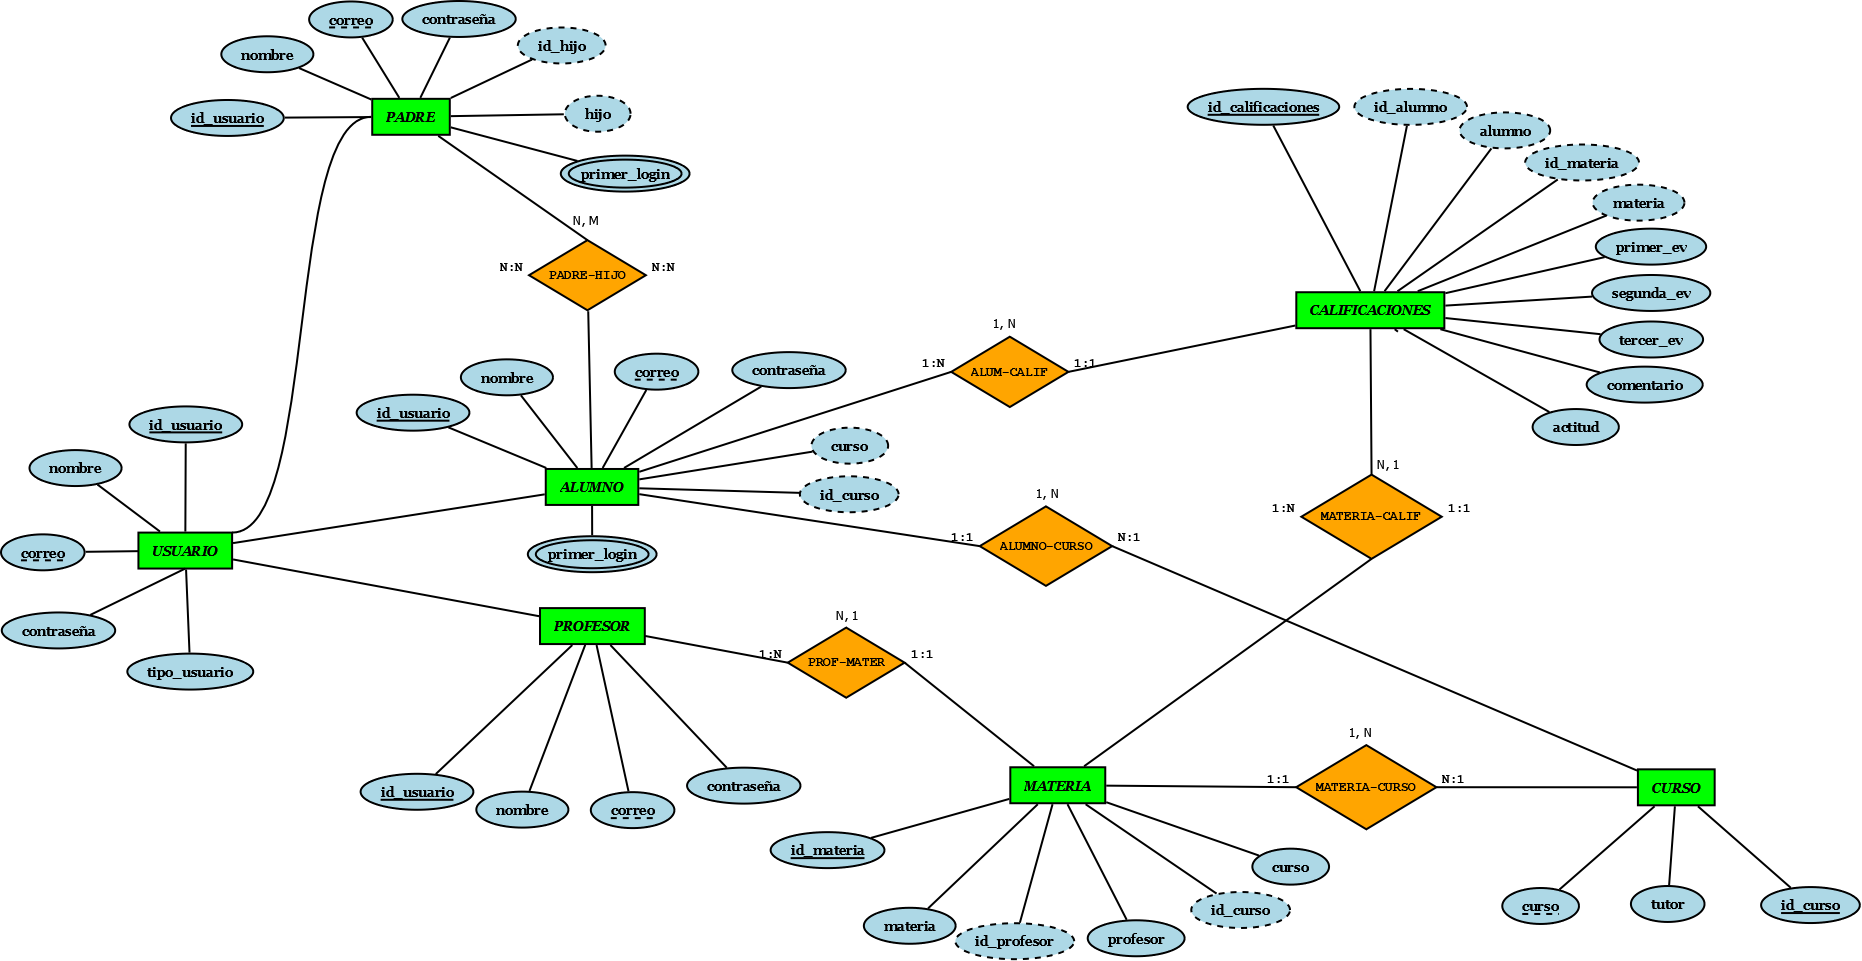 correo
contraseña
nombre
id_hijo
id_usuario
PADRE
hijo
primer_login
N, M
N:N
PADRE-HIJO
N:N
id_calificaciones
id_alumno
alumno
id_materia
materia
primer_ev
segunda_ev
CALIFICACIONES
tercer_ev
comentario
actitud
1, N
1:N
ALUM-CALIF
1:1
nombre
correo
contraseña
id_usuario
curso
id_curso
ALUMNO
primer_login
id_usuario
nombre
correo
USUARIO
contraseña
tipo_usuario
N, 1
1:N
MATERIA-CALIF
1:1
1, N
1:1
ALUMNO-CURSO
N:1
PROFESOR
N, 1
1:N
PROF-MATER
1:1
id_usuario
nombre
correo
contraseña
MATERIA
1, N
1:1
MATERIA-CURSO
N:1
CURSO
id_materia
materia
id_profesor
profesor
id_curso
curso
curso
tutor
id_curso